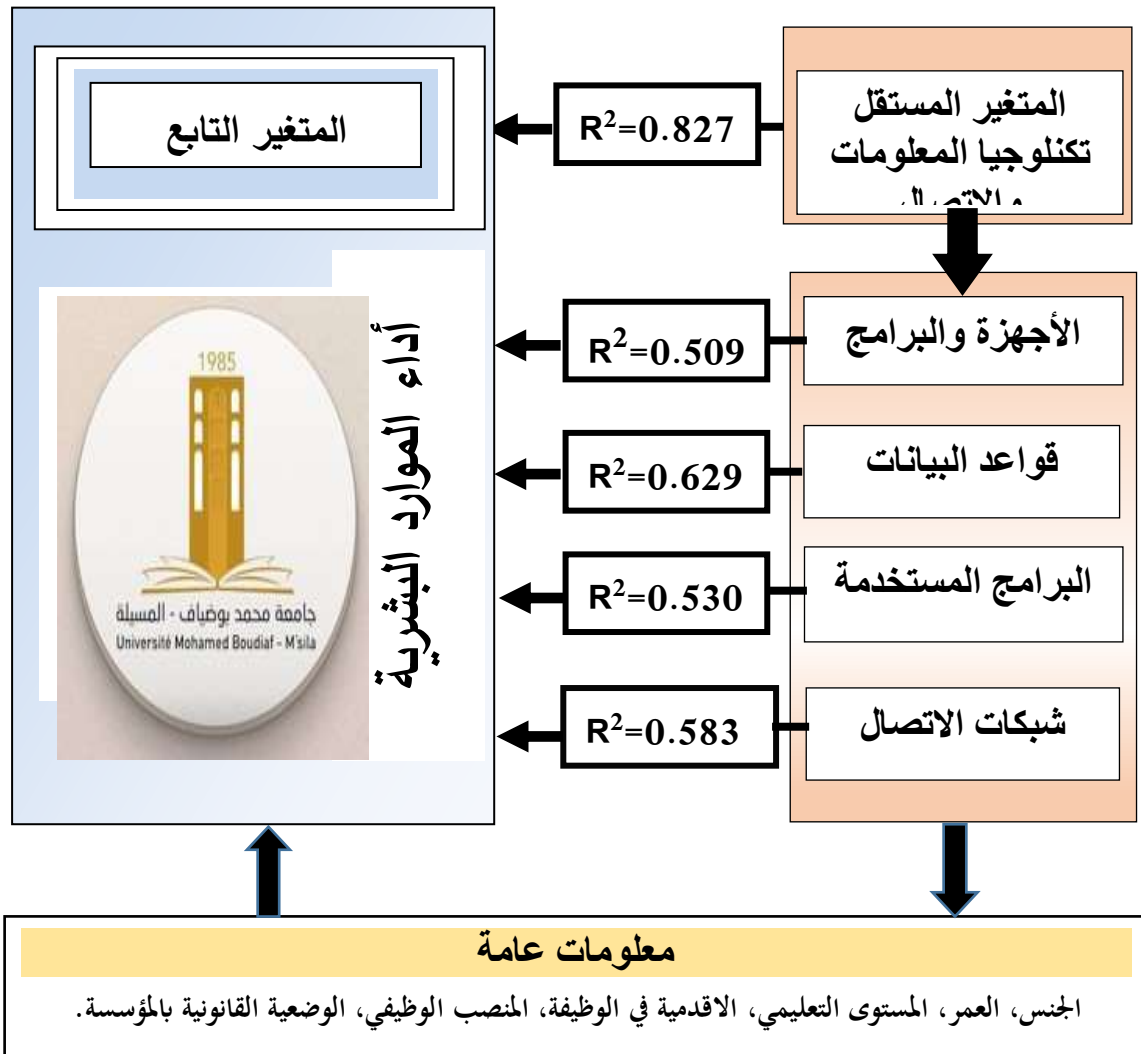 المتغير المستقل
تكنلوجيا المعلومات
والاتصال
R²=0.827
المتغير التابع
الأجهزة والبرامج
R²=0.509
قواعد البيانات
R²=0.629
البرامج المستخدمة
R²=0.530
شبكات الاتصال
R²=0.583
أداء الموارد البشرية
1985
جامعة محمد بوضياف - المسيلة
Université Mohamed Boudiaf - M'sila
معلومات عامة
الجنس، العمر، المستوى التعليمي، الاقدمية في الوظيفة، المنصب الوظيفي، الوضعية القانونية بالمؤسسة.